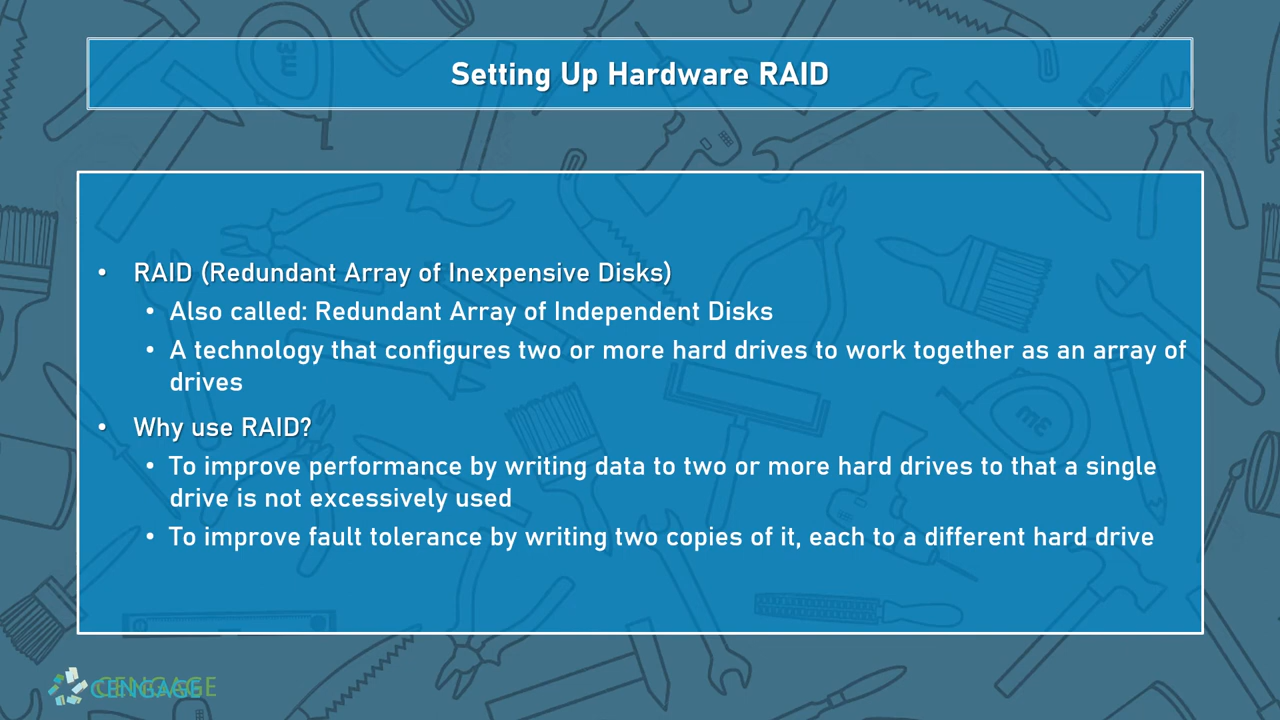 Setting Up Hardware RAID
• RAID (Redundant Array of Inexpensive Disks)
• Also called: Redundant Array of Independent Disks
• A technology that configures two or more hard drives to work together as an array of
drives
• Why use RAID?
• To improve performance by writing data to two or more hard drives to that a single
drive is not excessively used
• To improve fault tolerance by writing two copies of it, each to a different hard drive
CENGAGE